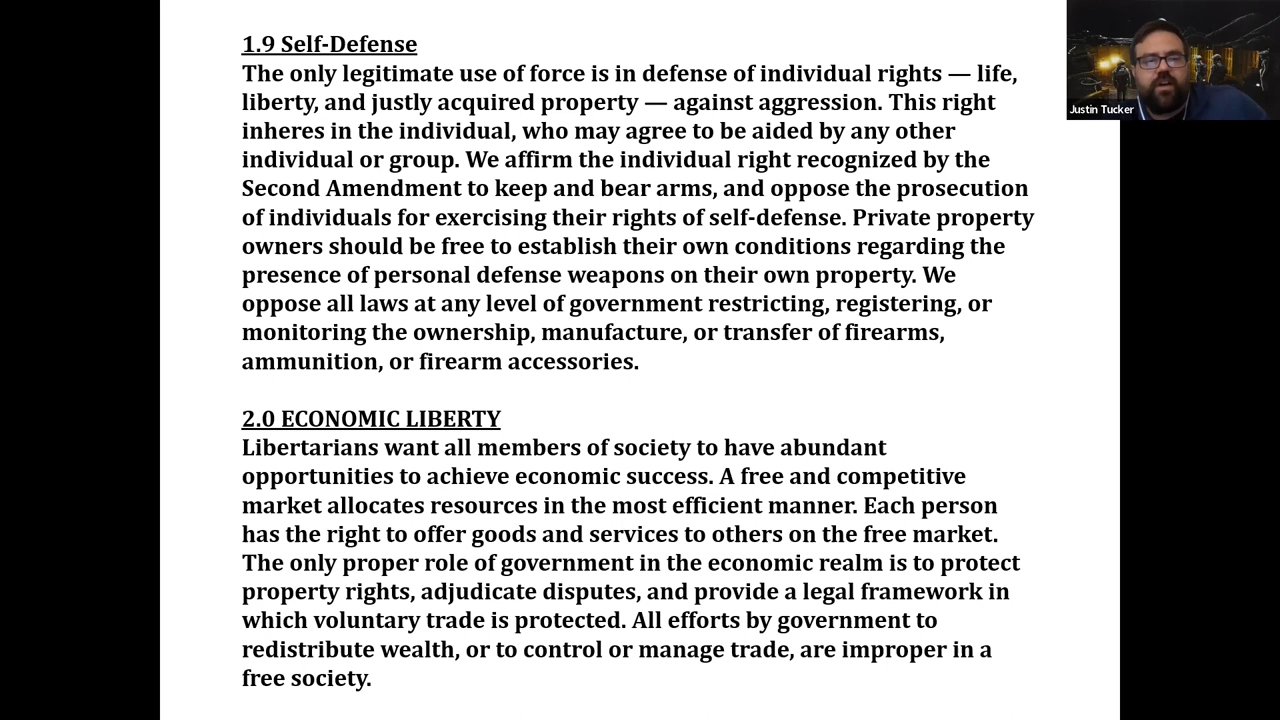 1.9 Self-Defense
The only legitimate use of force is in defense of individual rights — life,
liberty, and justly acquired property — against aggression. This right
inheres in the individual, who may agree to be aided by any other
individual or group. We affirm the individual right recognized by the
Second Amendment to keep and bear arms, and oppose the prosecution
of individuals for exercising their rights of self-defense. Private property
owners should be free to establish their own conditions regarding the
presence of personal defense weapons on their own property. We
oppose all laws at any level of government restricting, registering, or
monitoring the ownership, manufacture, or transfer of firearms,
ammunition, or firearm accessories.
2.0 ECONOMIC LIBERTY
Libertarians want all members of society to have abundant
opportunities to achieve economic success. A free and competitive
market allocates resources in the most efficient manner. Each person
has the right to offer goods and services to others on the free market.
The only proper role of government in the economic realm is to protect
property rights, adjudicate disputes, and provide a legal framework in
which voluntary trade is protected. All efforts by government to
redistribute wealth, or to control or manage trade, are improper in a
free society.
Justin Tucker